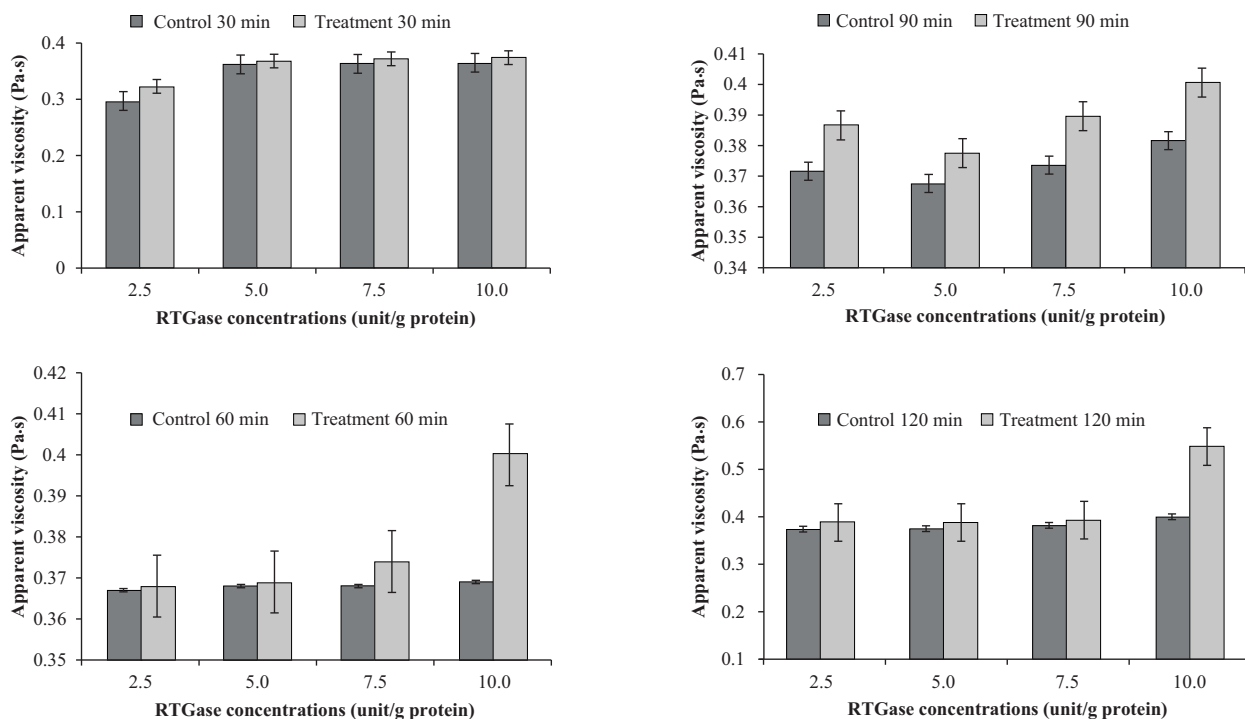 Control 30 min Treatment 30 min
Apparent viscosity (Pa·s)
0.4
0.3
0.2
0.1
0
2.5 5.0 7.5 10.0
RTGase concentrations (unit/g protein)
Control 90 min Treatment 90 min
Apparent viscosity (Pa·s)
0.41
0.4
0.39
0.38
0.37
0.36
0.35
0.34
2.5 5.0 7.5 10.0
RTGase concentrations (unit/g protein)
Control 60 min Treatment 60 min
Apparent viscosity (Pa·s)
0.42
0.41
0.4
0.39
0.38
0.37
0.36
0.35
2.5 5.0 7.5 10.0
RTGase concentrations (unit/g protein)
Control 120 min Treatment 120 min
Apparent viscosity (Pa·s)
0.7
0.6
0.5
0.4
0.3
0.2
0.1
2.5 5.0 7.5 10.0
RTGase concentrations (unit/g protein)